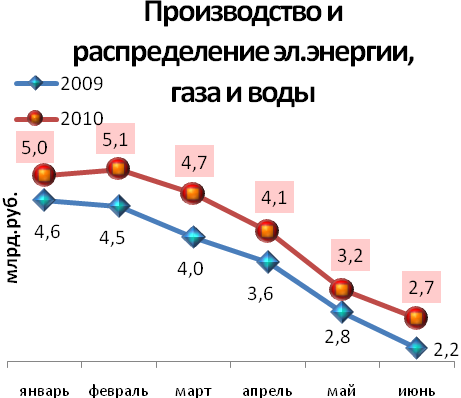 Производство и
распределение эл.энергии,
газа и воды
2009
2010
млрд.руб.
5,0 5,1 4,7 4,1 3,2 2,7
4,6 4,5 4,0 3,6 2,8 2,2
январь февраль март апрель май июнь